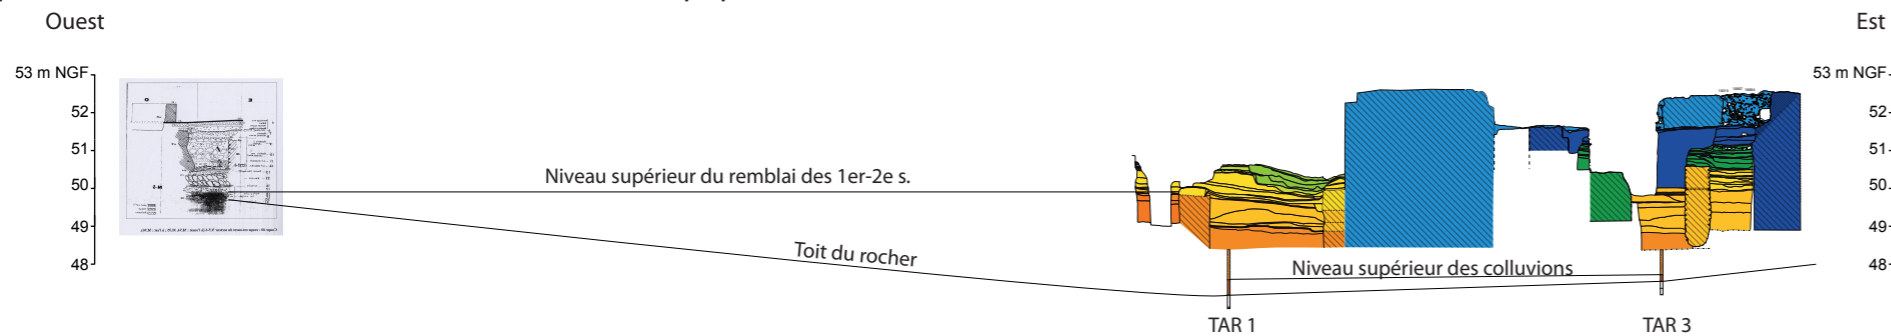 Ouest
Est
53 m NGF
53 m NGF
52
52
51
51
Niveau supérieur du remblai des 1er-2e s.
50
50
49
49
Toit du rocher
Niveau supérieur des colluvions
48
48
TAR 1
TAR 3